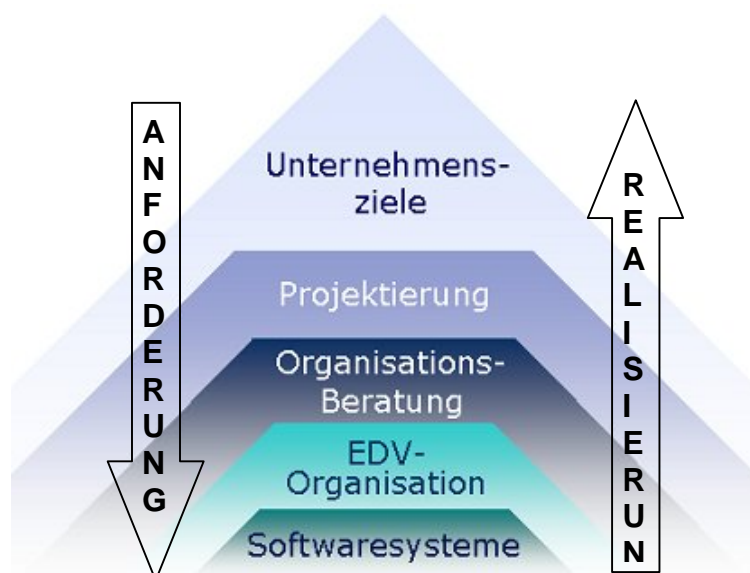 ANFORDERUNG
Unternehmens-
ziele
Projektierung
Organisations-
Beratung
EDV-
Organisation
Softwaresysteme
REALISIERUN